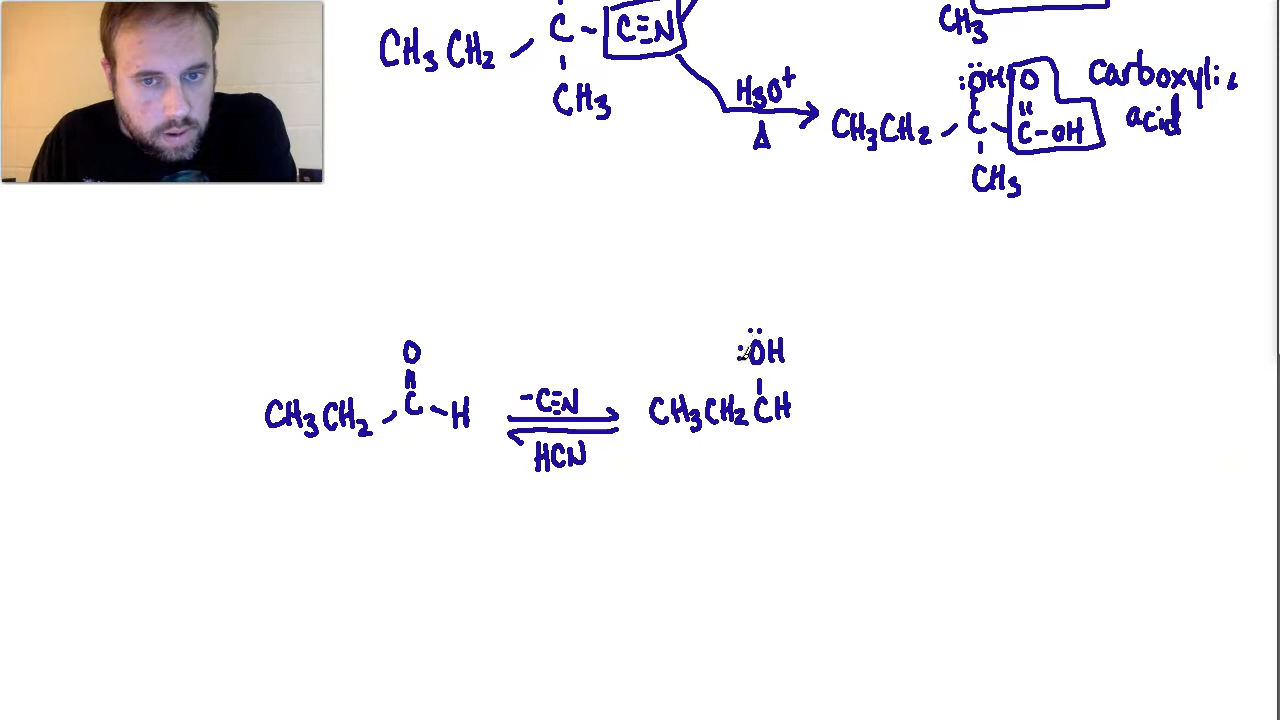 CH3CH2 C C≡N
CH3
H3O+
Δ
CH3
:ÖH O
CH3CH2 C C-OH
CH3
carboxylic
acid
O
CH3CH2 C H
-C≡N
HCN
:ÖH
CH3CH2CH